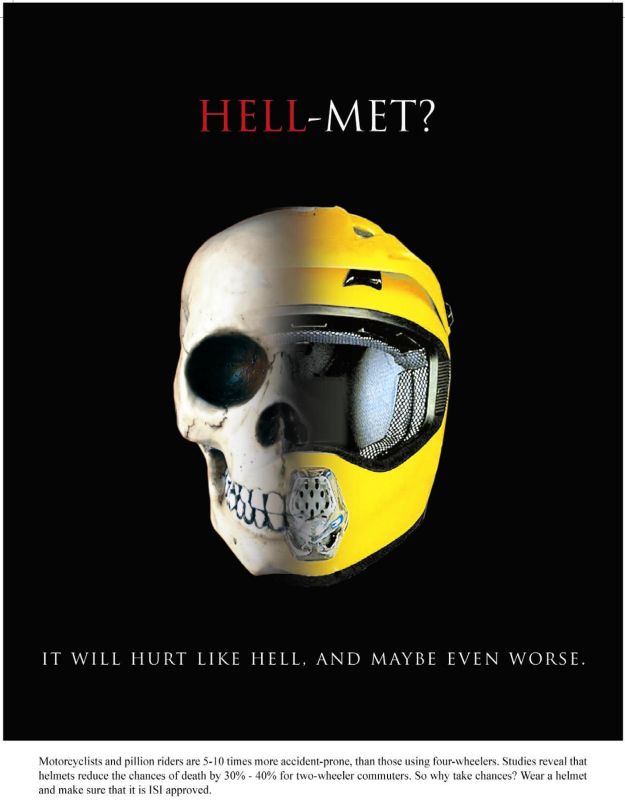 HELL-MET?
IT WILL HURT LIKE HELL, AND MAYBE EVEN WORSE.
Motorcyclists and pillion riders are 5-10 times more accident-prone, than those using four-wheelers. Studies reveal that
helmets reduce the chances of death by 30% - 40% for two-wheeler commuters. So why take chances? Wear a helmet
and make sure that it is ISI approved.